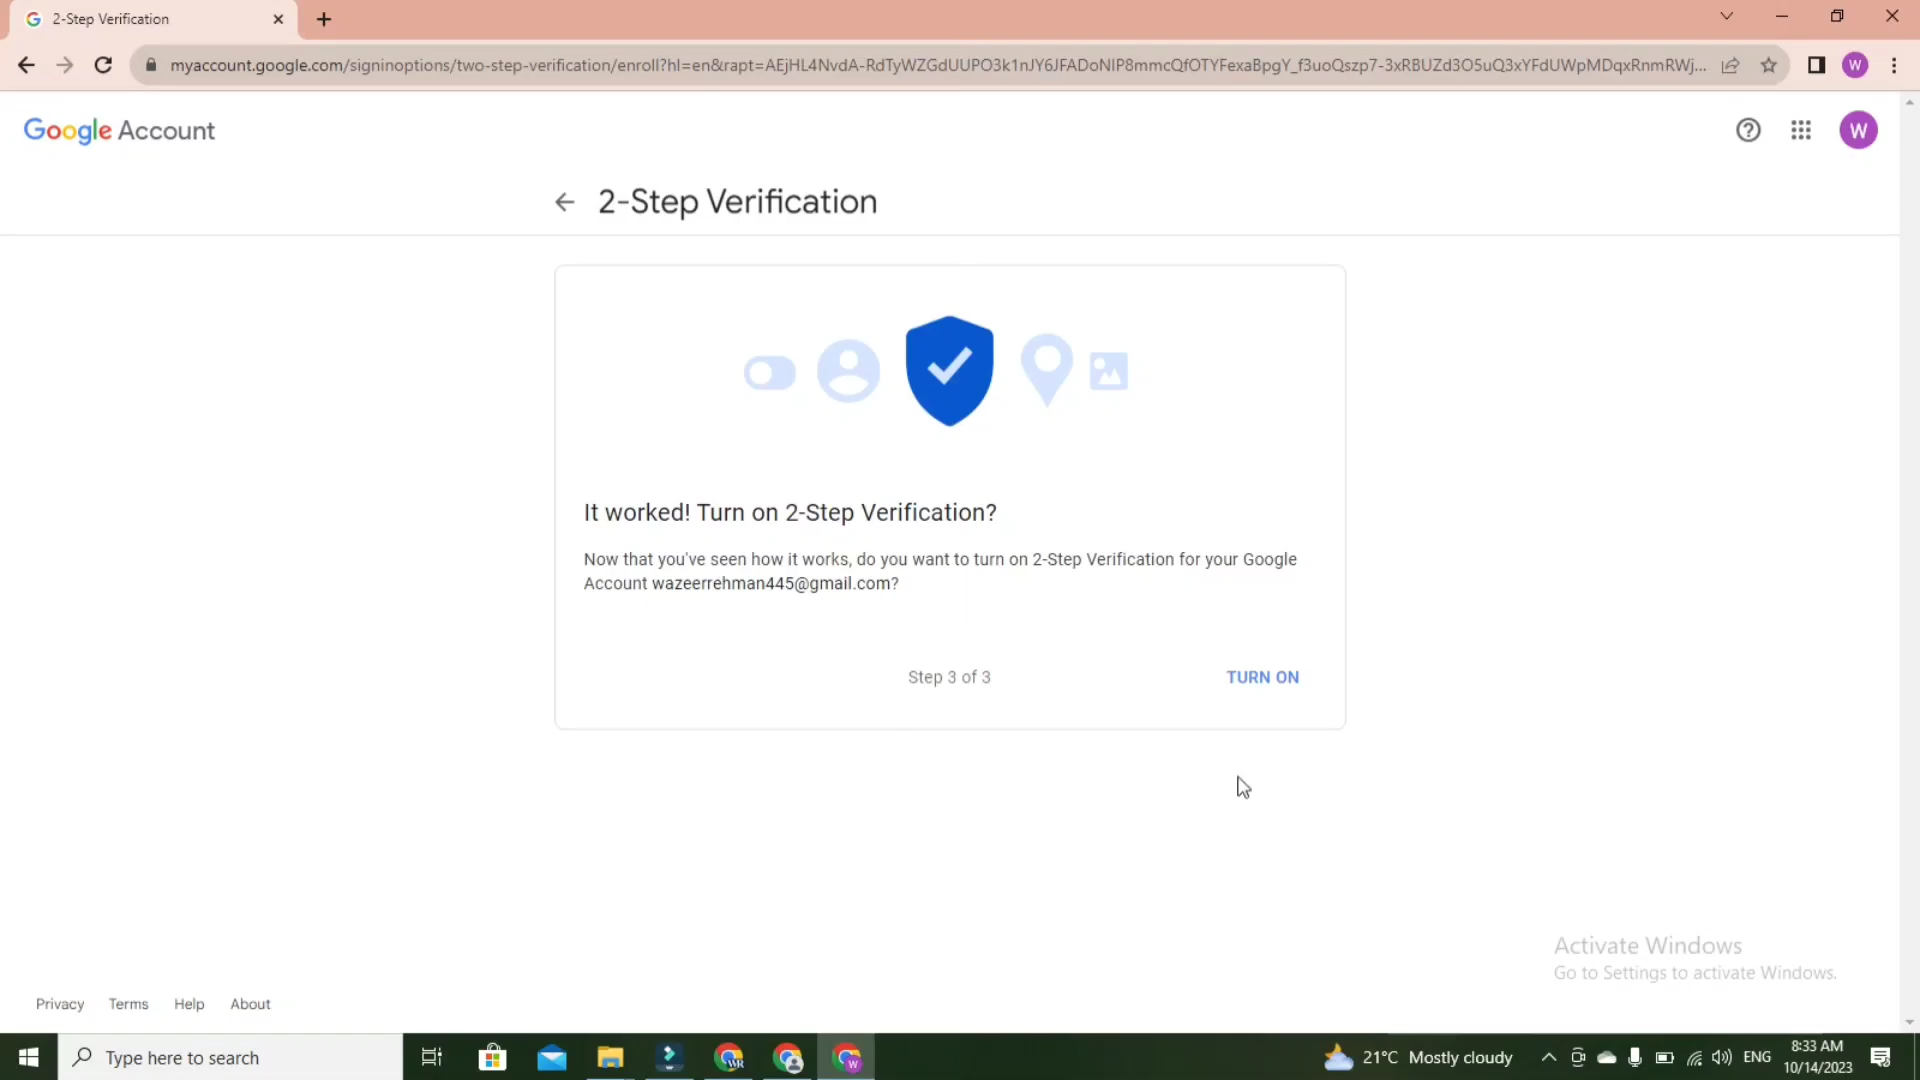 2-Step Verification
myaccount.google.com/signinoptions/two-step-verification/enroll?hl=en&rapt=AEjHL4NvdA-RdTyWZGdUUPO3k1nJY6JFADoNIP8mmcQfOTYFexaBpgY_f3uoQszp7-3xRBUZd3O5uQ3xYFdUWpMDqxRnmRWj...
W
Google Account
W
2-Step Verification
It worked! Turn on 2-Step Verification?
Now that you've seen how it works, do you want to turn on 2-Step Verification for your Google
Account wazeerrehman445@gmail.com?
Step 3 of 3
TURN ON
Activate Windows
Go to Settings to activate Windows.
Privacy Terms Help About
Type here to search
21°C Mostly cloudy
ENG
8:33 AM
10/14/2023